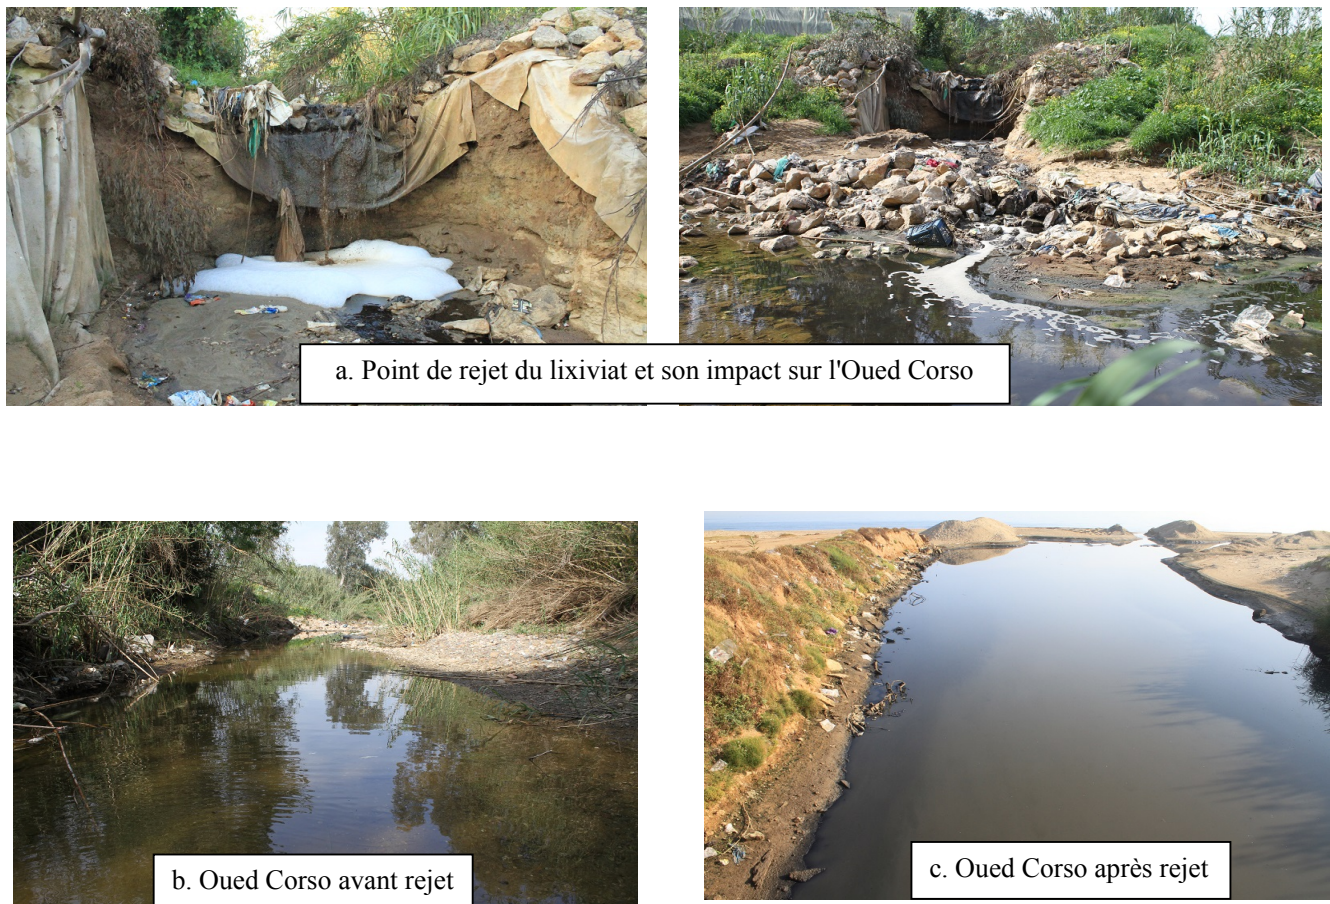 a. Point de rejet du lixiviat et son impact sur l'Oued Corso
b. Oued Corso avant rejet
c. Oued Corso après rejet